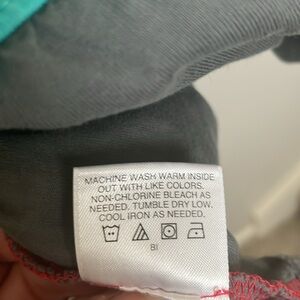 MACHINE WASH WARM INSIDE
OUT WITH LIKE COLORS.
NON-CHLORINE BLEACH AS
NEEDED. TUMBLE DRY LOW.
COOL IRON AS NEEDED.
BI